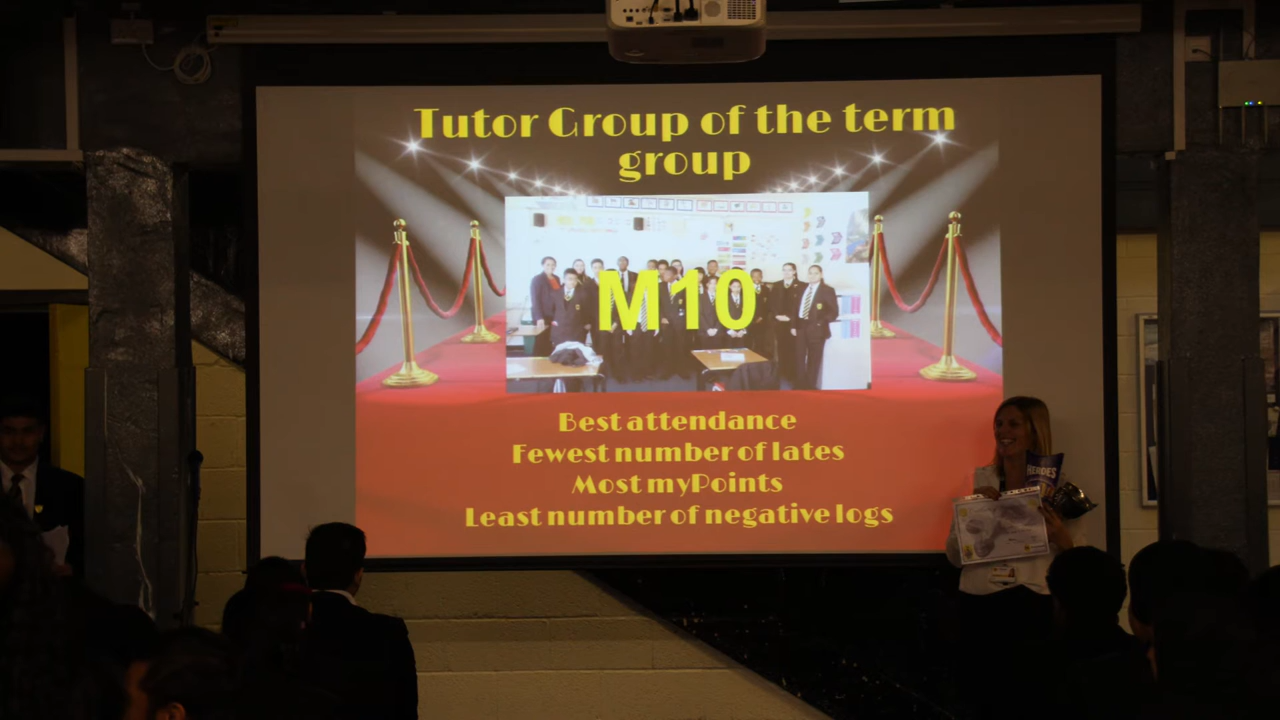 Tutor Group of the term
group
M10
Best attendance
Fewest number of lates
Most myPoints
Least number of negative logs
HEROES